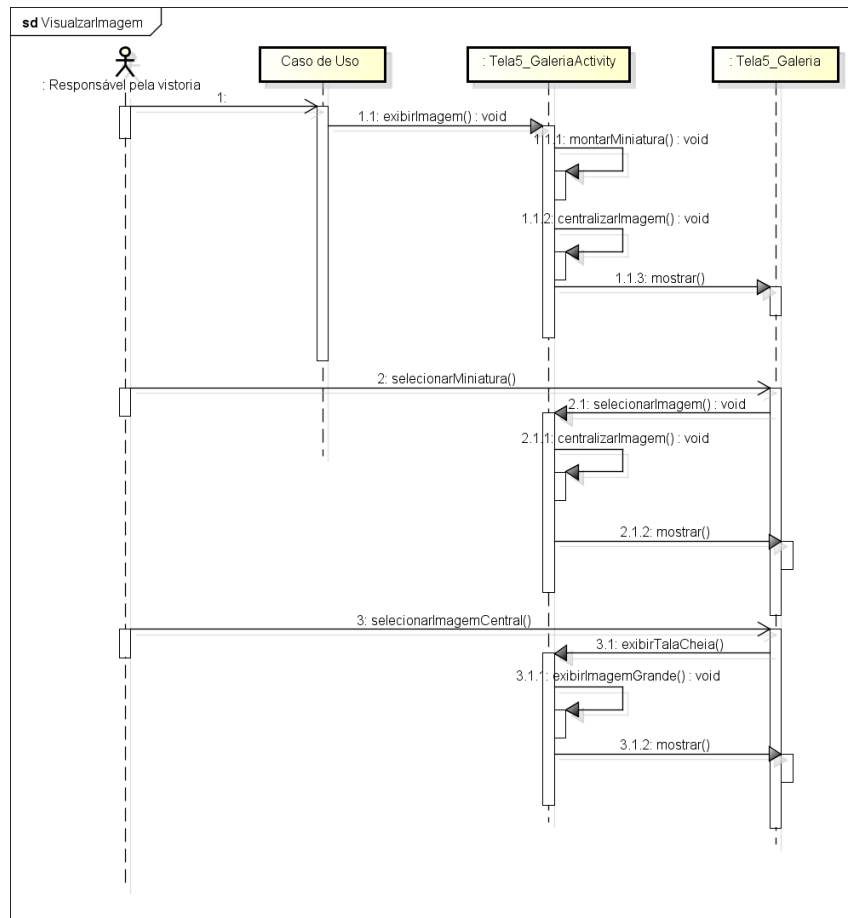 sd VisualzarImagem
: Responsável pela vistoria
Caso de Uso
: Tela5_GaleriaActivity
: Tela5_Galeria
1:
1.1: exibirImagem() : void
1.1.1: montarMiniatura() : void
1.1.2: centralizarImagem() : void
1.1.3: mostrar()
2: selecionarMiniatura()
2.1: selecionarImagem() : void
2.1.1: centralizarImagem() : void
2.1.2: mostrar()
3: selecionarImagemCentral()
3.1: exibirTalaCheia()
3.1.1: exibirImagemGrande() : void
3.1.2: mostrar()